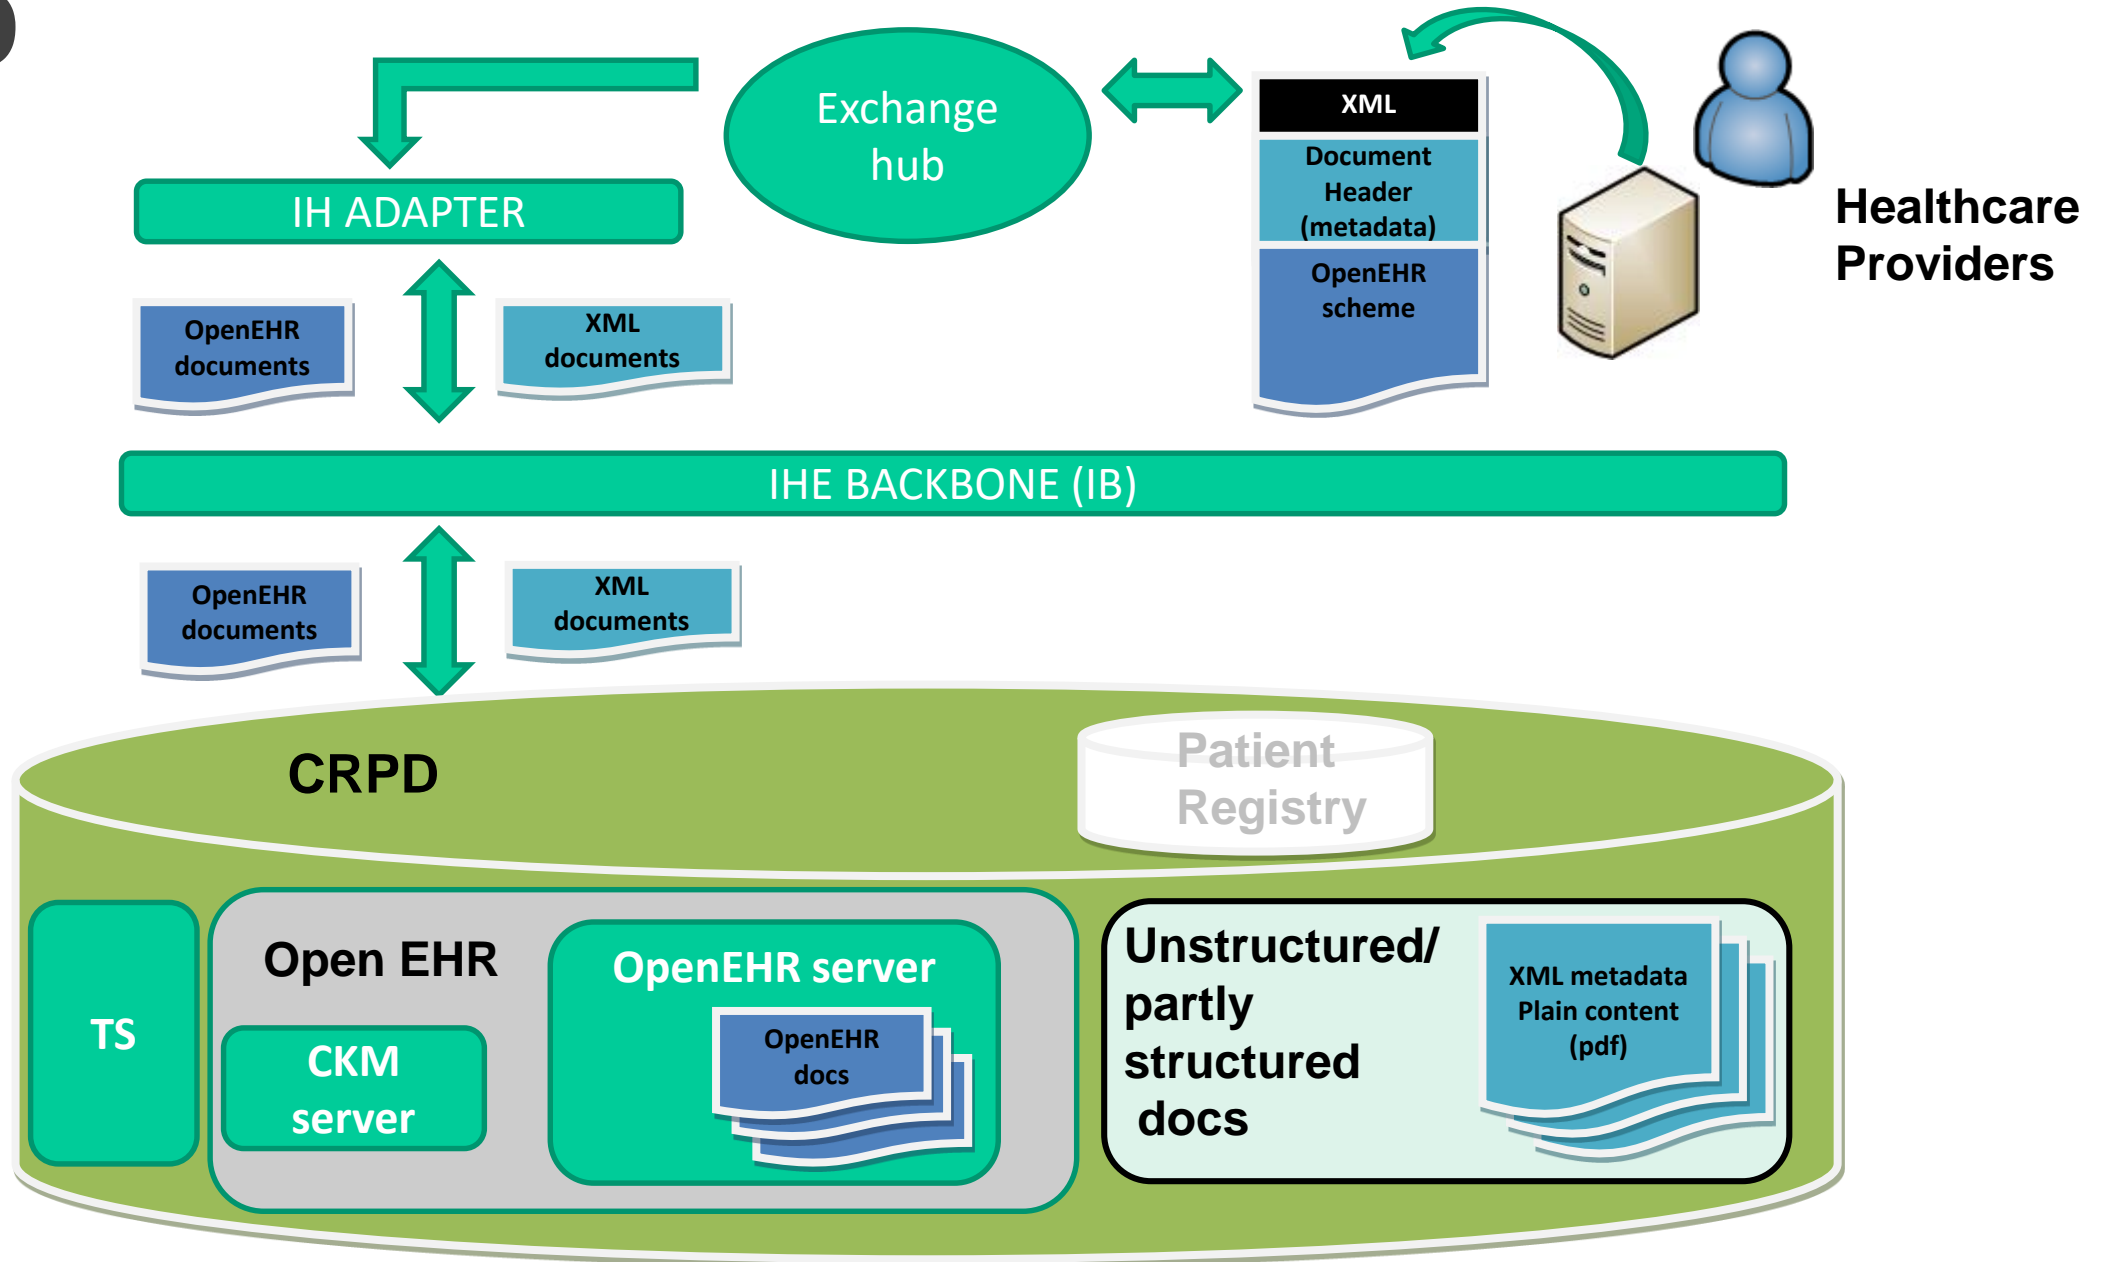 Exchange
hub
XML
Document
Header
(metadata)
OpenEHR
scheme
Healthcare
Providers
IH ADAPTER
OpenEHR
documents
XML
documents
IHE BACKBONE (IB)
OpenEHR
documents
XML
documents
CRPD
Patient
Registry
TS
Open EHR
CKM
server
OpenEHR server
OpenEHR
docs
Unstructured/
partly
structured
docs
XML metadata
Plain content
(pdf)